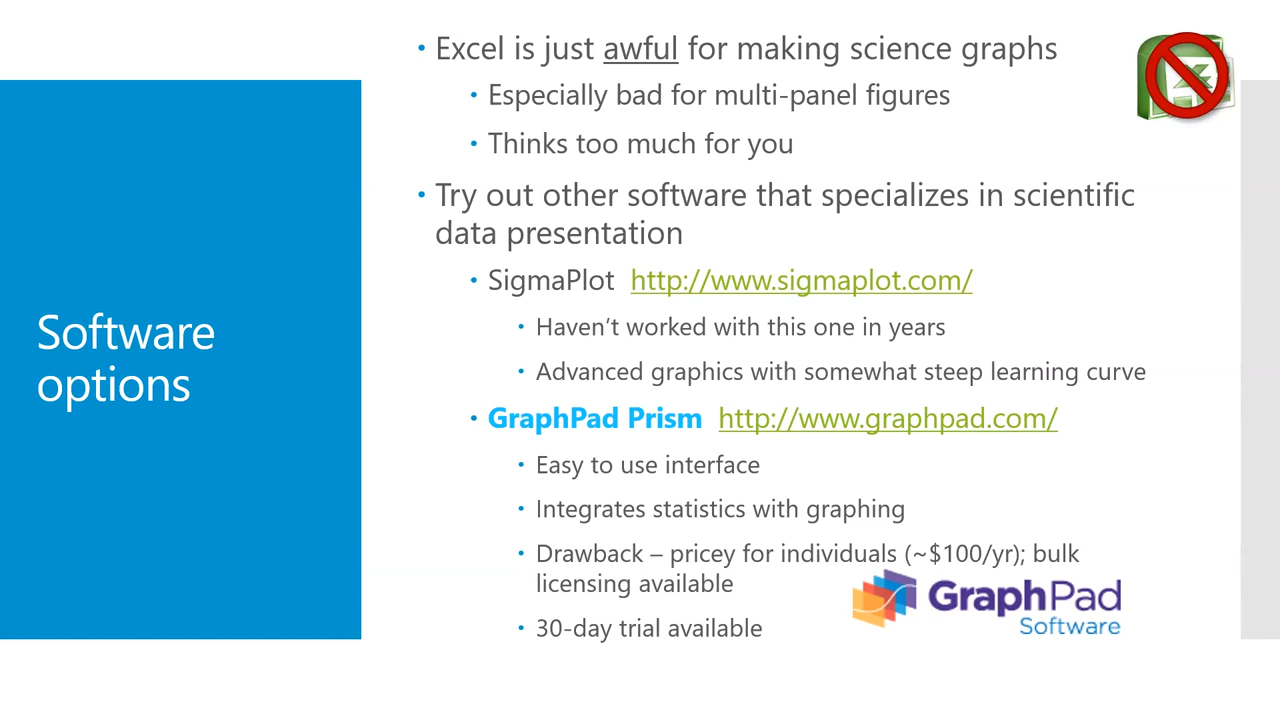 Software
options
• Excel is just awful for making science graphs
• Especially bad for multi-panel figures
• Thinks too much for you
• Try out other software that specializes in scientific
data presentation
• SigmaPlot http://www.sigmaplot.com/
• Haven’t worked with this one in years
• Advanced graphics with somewhat steep learning curve
• GraphPad Prism http://www.graphpad.com/
• Easy to use interface
• Integrates statistics with graphing
• Drawback – pricey for individuals (~$100/yr); bulk
licensing available
• 30-day trial available
GraphPad
Software